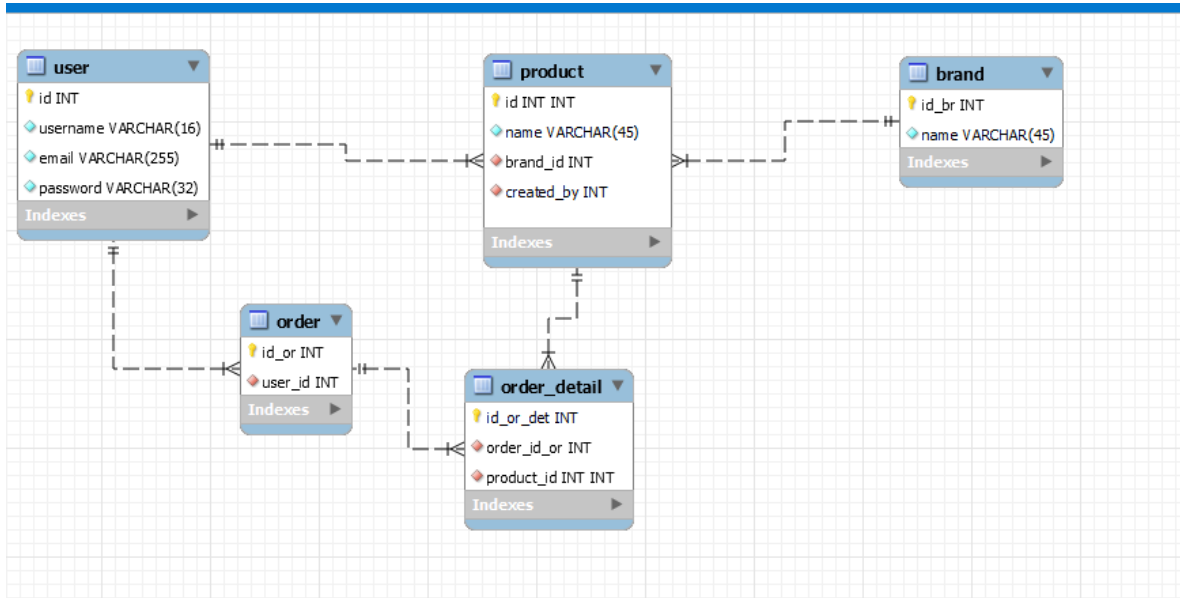 user
id INT
username VARCHAR(16)
email VARCHAR(255)
password VARCHAR(32)
Indexes
product
id INT INT
name VARCHAR(45)
brand_id INT
created_by INT
Indexes
brand
id_br INT
name VARCHAR(45)
Indexes
order
id_or INT
user_id INT
Indexes
order_detail
id_or_det INT
order_id_or INT
product_id INT INT
Indexes